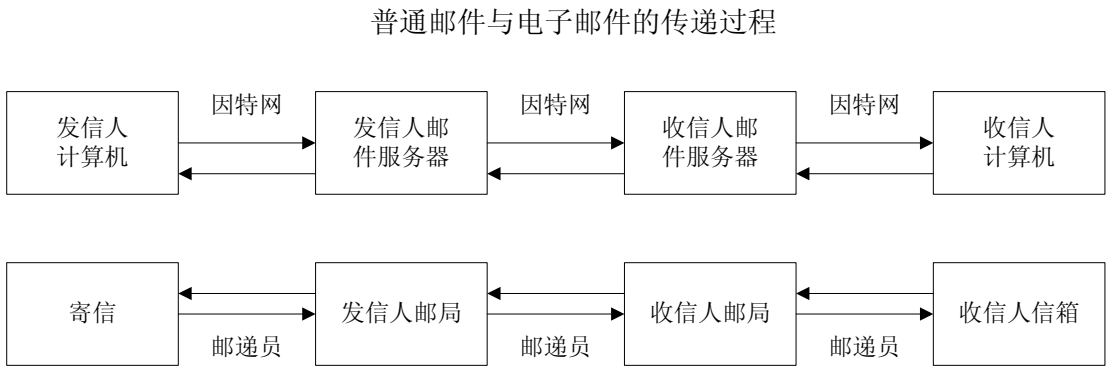 普通邮件与电子邮件的传递过程
因特网
因特网
因特网
发信人
计算机
发信人邮
件服务器
收信人邮
件服务器
收信人
计算机
寄信
发信人邮局
收信人邮局
收信人信箱
邮递员
邮递员
邮递员